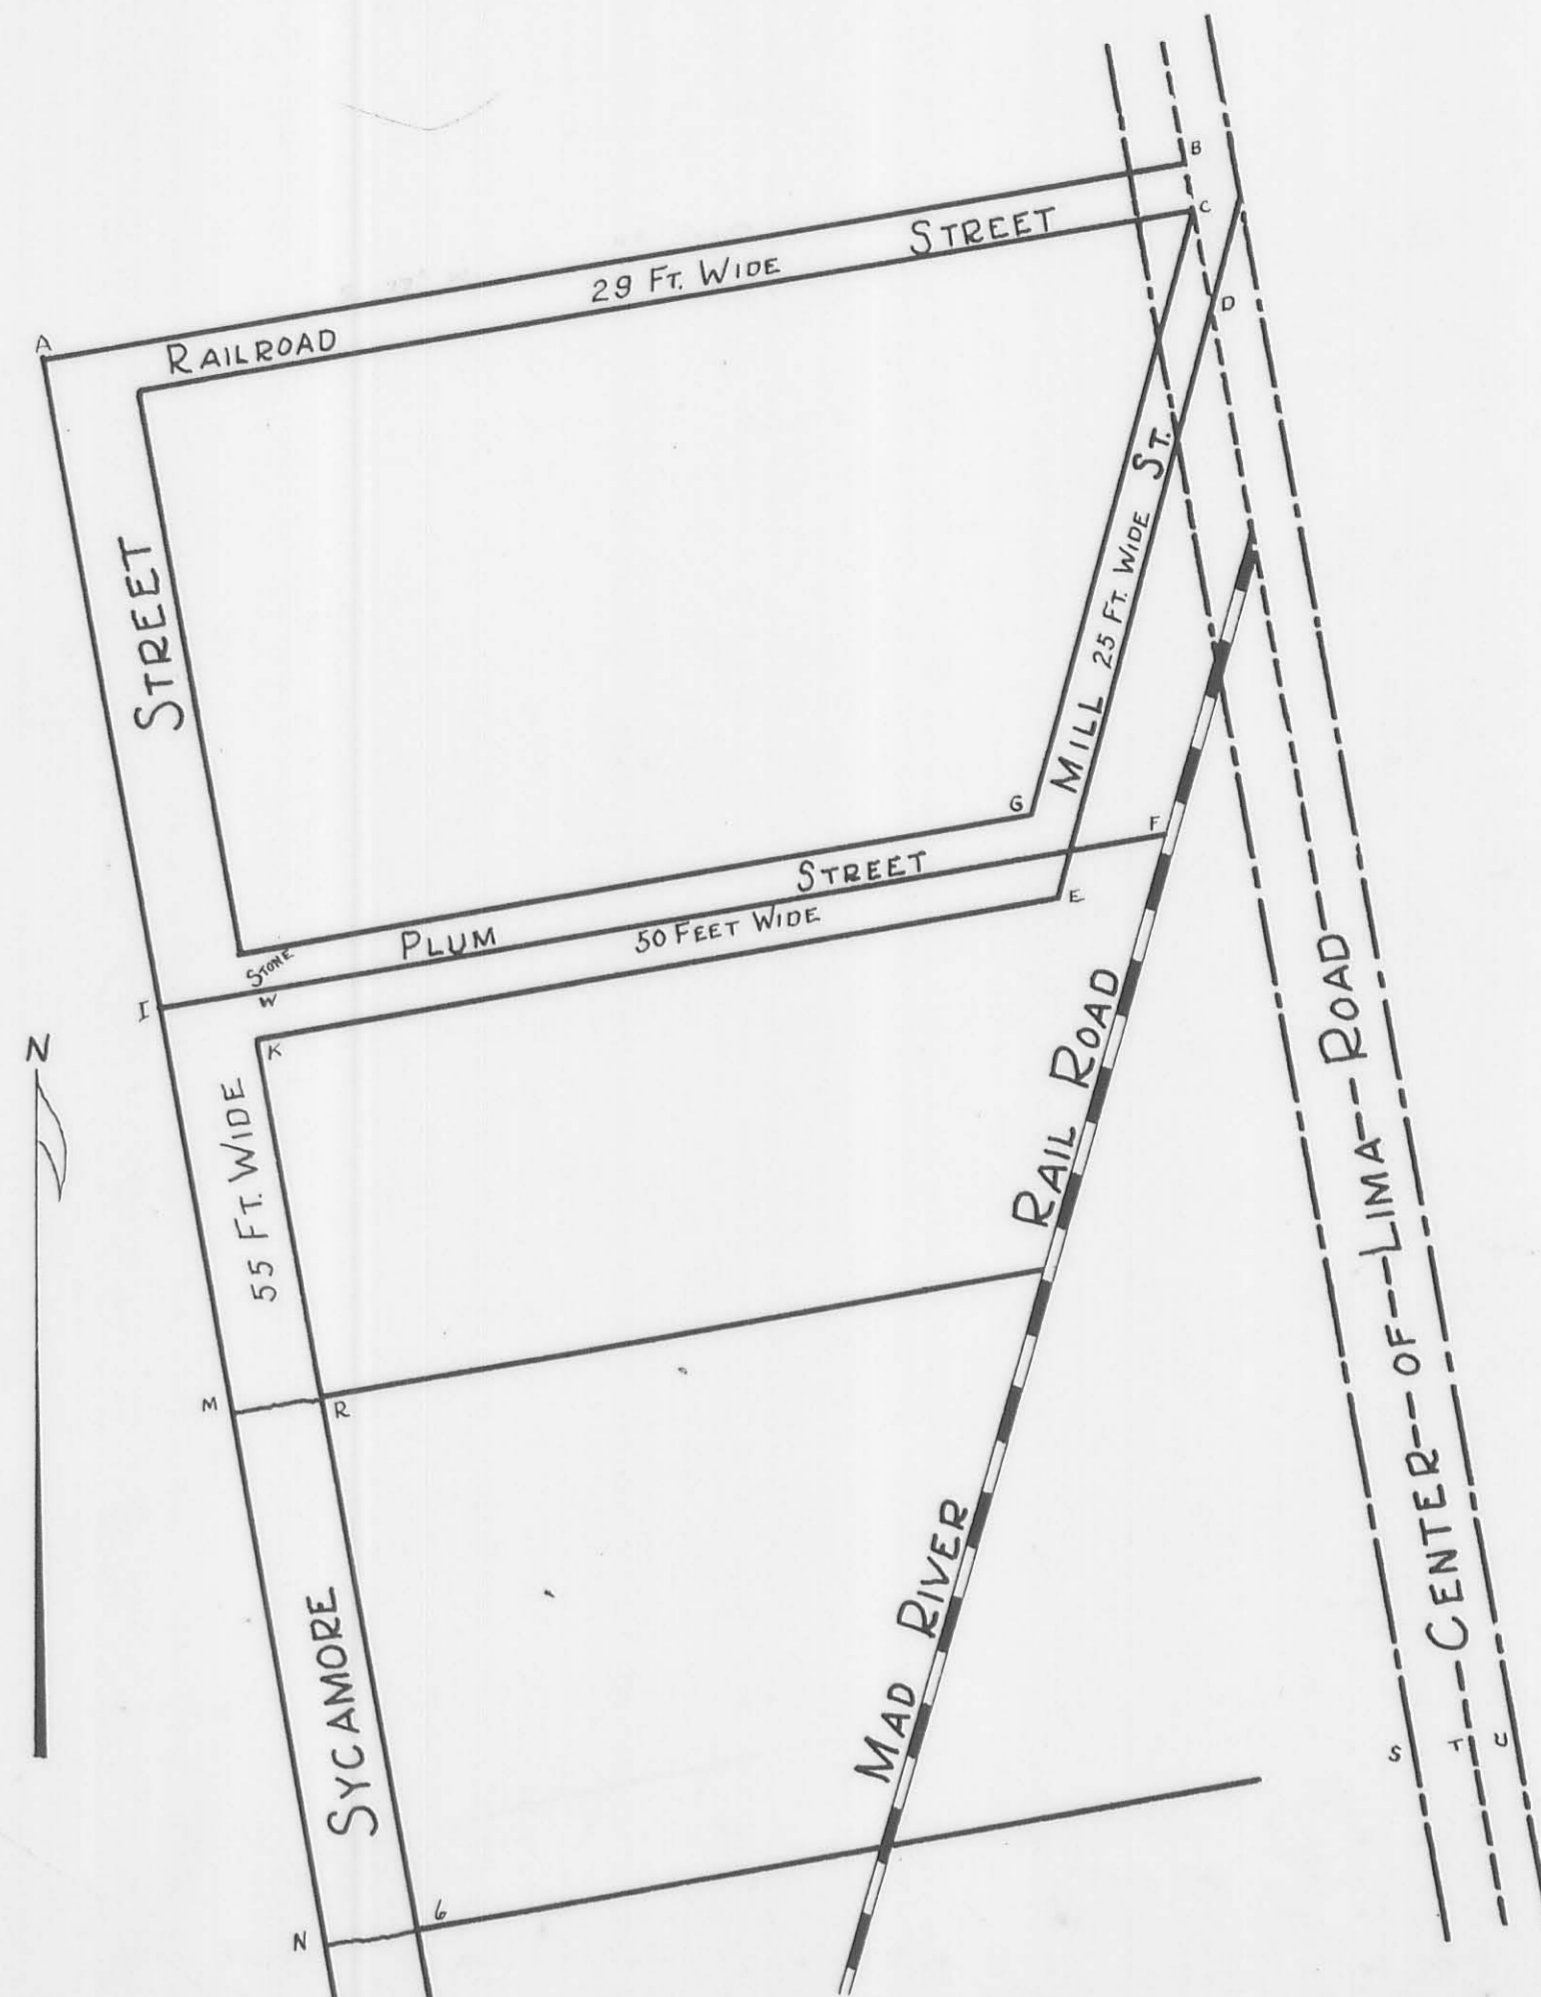 B
C
STREET
29 FT. WIDE
RAILROAD
A
D
ST.
25 FT. WIDE
MILL
STREET
G
F
STREET
PLUM
50 FEET WIDE
E
STONE
W
I
K
N
55 FT. WIDE
RAIL ROAD
M
R
CENTER--OF--LIMA--ROAD
MAD RIVER
SYCAMORE
S
T
U
N
6